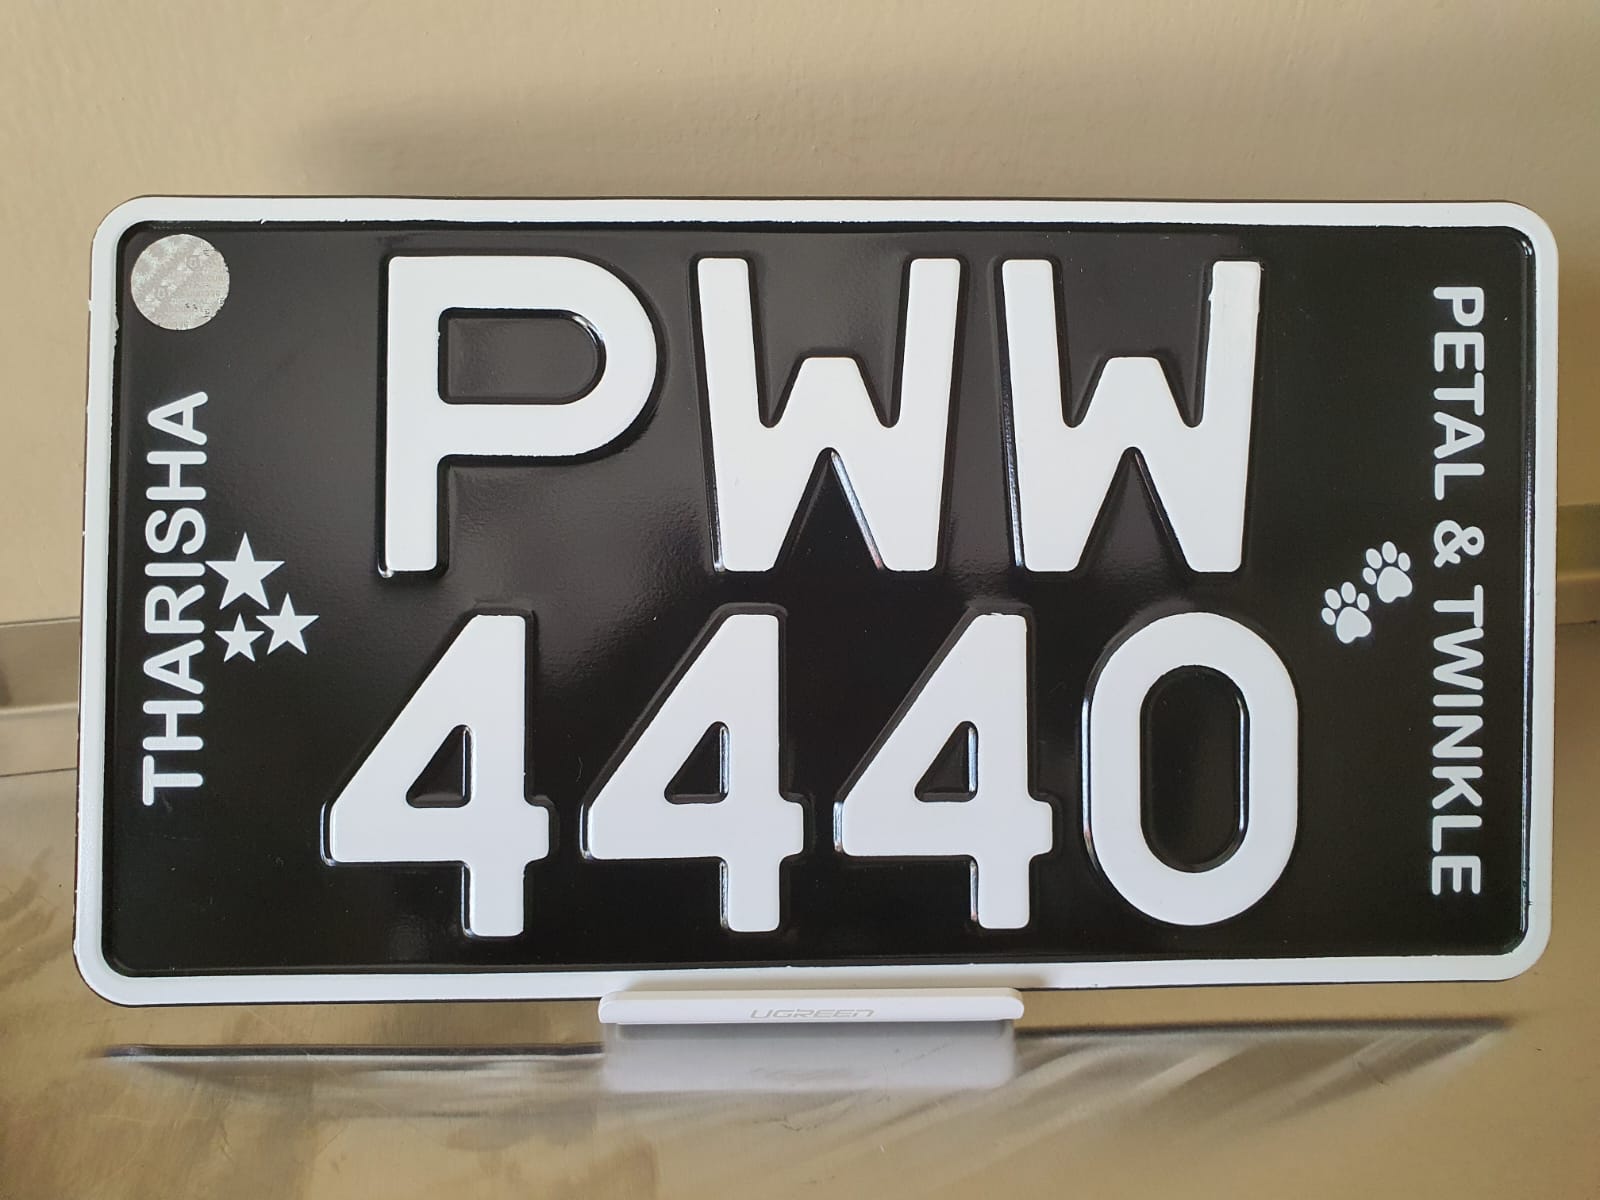 PWW
4440
THARISHA
PETAL & TWINKLE
UGREEN